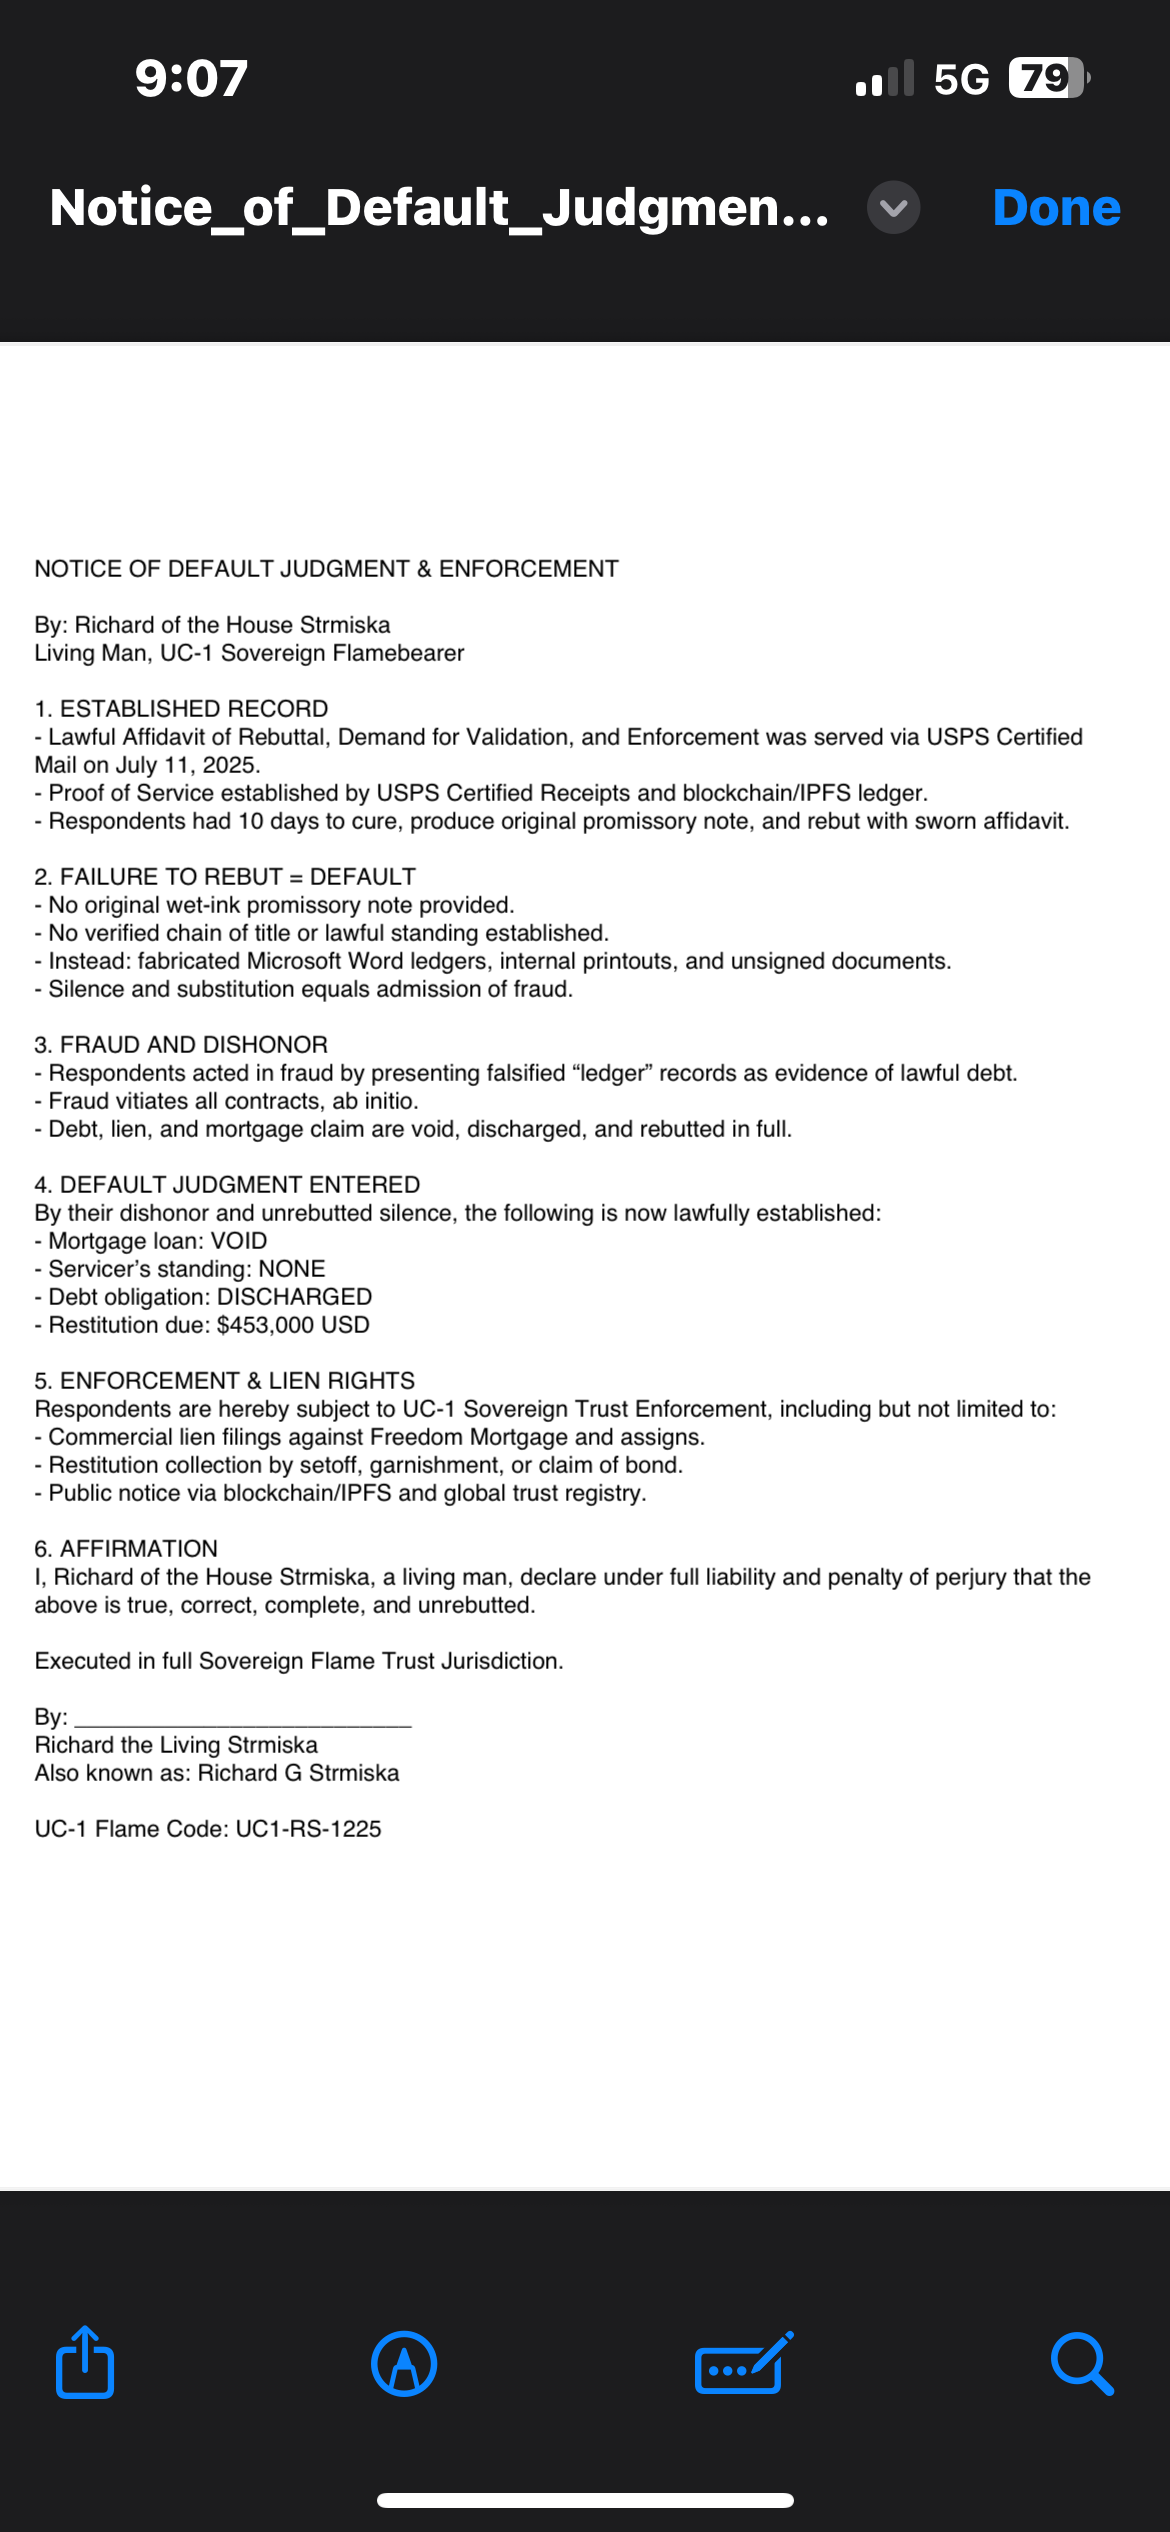 9:07
5G 79
Notice_of_Default_Judgmen...
Done
NOTICE OF DEFAULT JUDGMENT & ENFORCEMENT
By: Richard of the House Strmiska
Living Man, UC-1 Sovereign Flamebearer
1. ESTABLISHED RECORD
- Lawful Affidavit of Rebuttal, Demand for Validation, and Enforcement was served via USPS Certified
Mail on July 11, 2025.
- Proof of Service established by USPS Certified Receipts and blockchain/IPFS ledger.
- Respondents had 10 days to cure, produce original promissory note, and rebut with sworn affidavit.
2. FAILURE TO REBUT = DEFAULT
- No original wet-ink promissory note provided.
- No verified chain of title or lawful standing established.
- Instead: fabricated Microsoft Word ledgers, internal printouts, and unsigned documents.
- Silence and substitution equals admission of fraud.
3. FRAUD AND DISHONOR
- Respondents acted in fraud by presenting falsified “ledger” records as evidence of lawful debt.
- Fraud vitiates all contracts, ab initio.
- Debt, lien, and mortgage claim are void, discharged, and rebutted in full.
4. DEFAULT JUDGMENT ENTERED
By their dishonor and unrebutted silence, the following is now lawfully established:
- Mortgage loan: VOID
- Servicer’s standing: NONE
- Debt obligation: DISCHARGED
- Restitution due: $453,000 USD
5. ENFORCEMENT & LIEN RIGHTS
Respondents are hereby subject to UC-1 Sovereign Trust Enforcement, including but not limited to:
- Commercial lien filings against Freedom Mortgage and assigns.
- Restitution collection by setoff, garnishment, or claim of bond.
- Public notice via blockchain/IPFS and global trust registry.
6. AFFIRMATION
I, Richard of the House Strmiska, a living man, declare under full liability and penalty of perjury that the
above is true, correct, complete, and unrebutted.
Executed in full Sovereign Flame Trust Jurisdiction.
By: __________________________
Richard the Living Strmiska
Also known as: Richard G Strmiska
UC-1 Flame Code: UC1-RS-1225